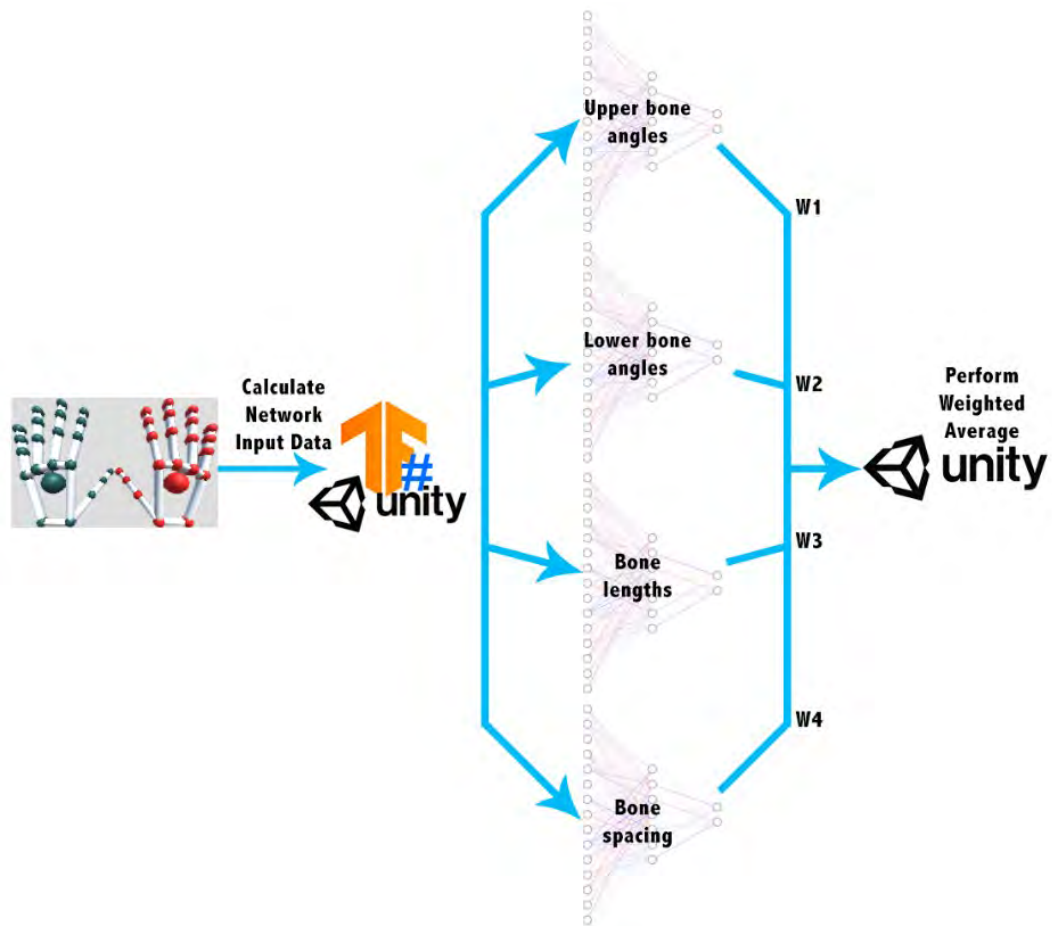 Upper bone
angles
W1
Lower bone
angles
W2
Calculate
Network
Input Data
TF
#
unity
Perform
Weighted
Average
unity
W3
Bone
lengths
W4
Bone
spacing